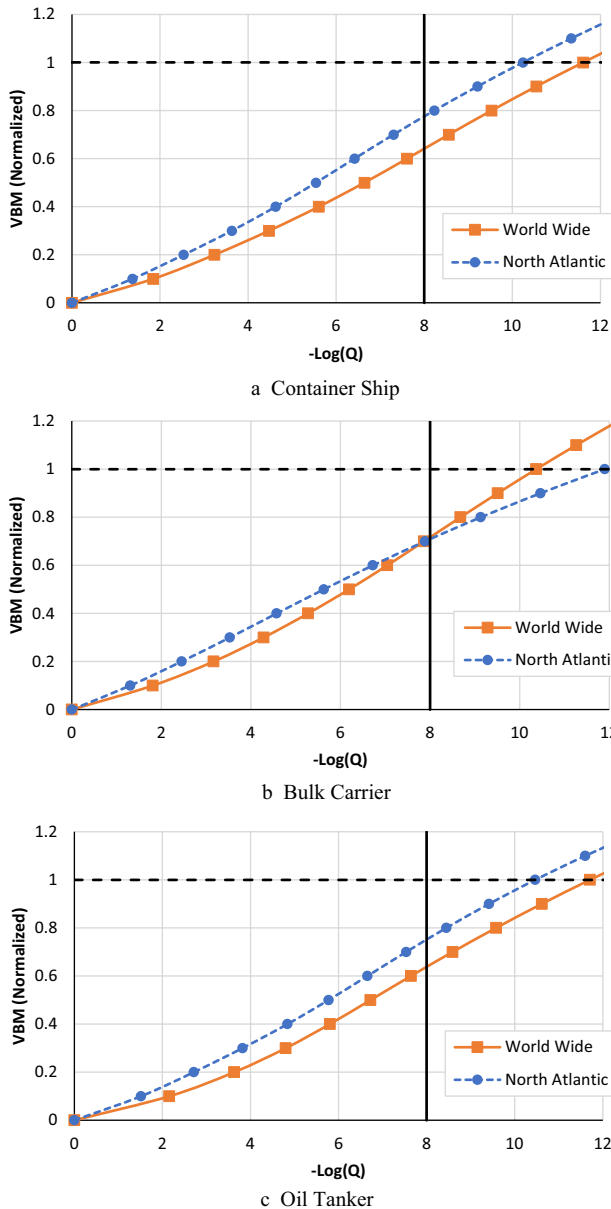 1.2
1
0.8
0.6
0.4
0.2
0
VBM (Normalized)
World Wide
North Atlantic
0 2 4 6 8 10 12
-Log(Q)
a Container Ship
1.2
1
0.8
0.6
0.4
0.2
0
VBM (Normalized)
World Wide
North Atlantic
0 2 4 6 8 10 12
-Log(Q)
b Bulk Carrier
1.2
1
0.8
0.6
0.4
0.2
0
VBM (Normalized)
World Wide
North Atlantic
0 2 4 6 8 10 12
-Log(Q)
c Oil Tanker